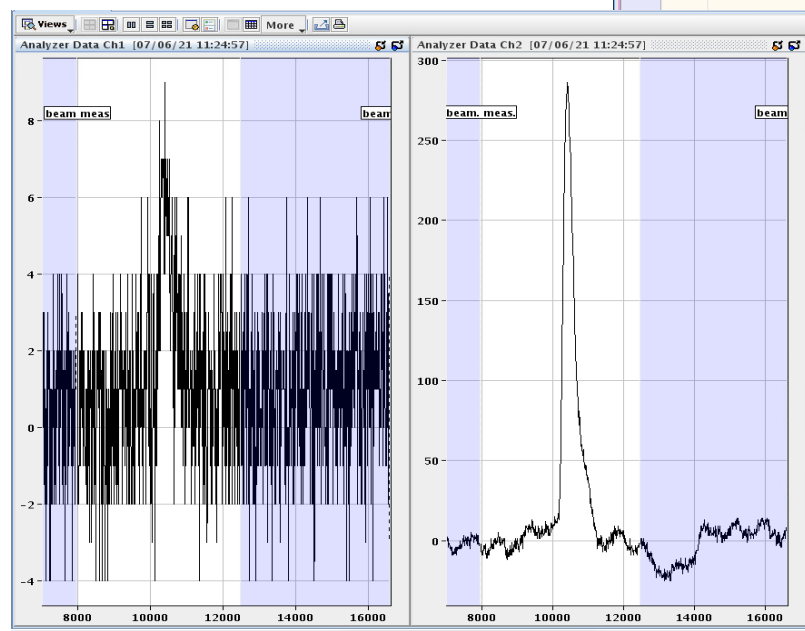 Views More
Analyzer Data Ch1 [07/06/21 11:24:57]
beam meas
beam
8
6
4
2
0
-2
-4
8000 10000 12000 14000 16000
Analyzer Data Ch2 [07/06/21 11:24:57]
300
beam. meas.
beam
250
200
150
100
50
0
8000 10000 12000 14000 16000